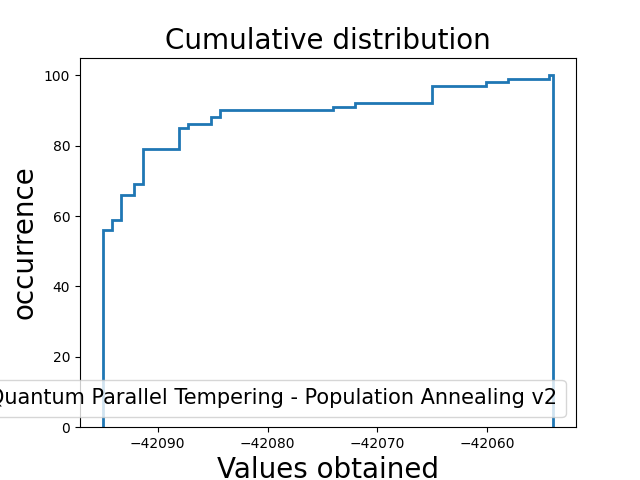 Cumulative distribution
occurrence
100
80
60
40
20
0
Quantum Parallel Tempering - Population Annealing v2
−42090 −42080 −42070 −42060
Values obtained